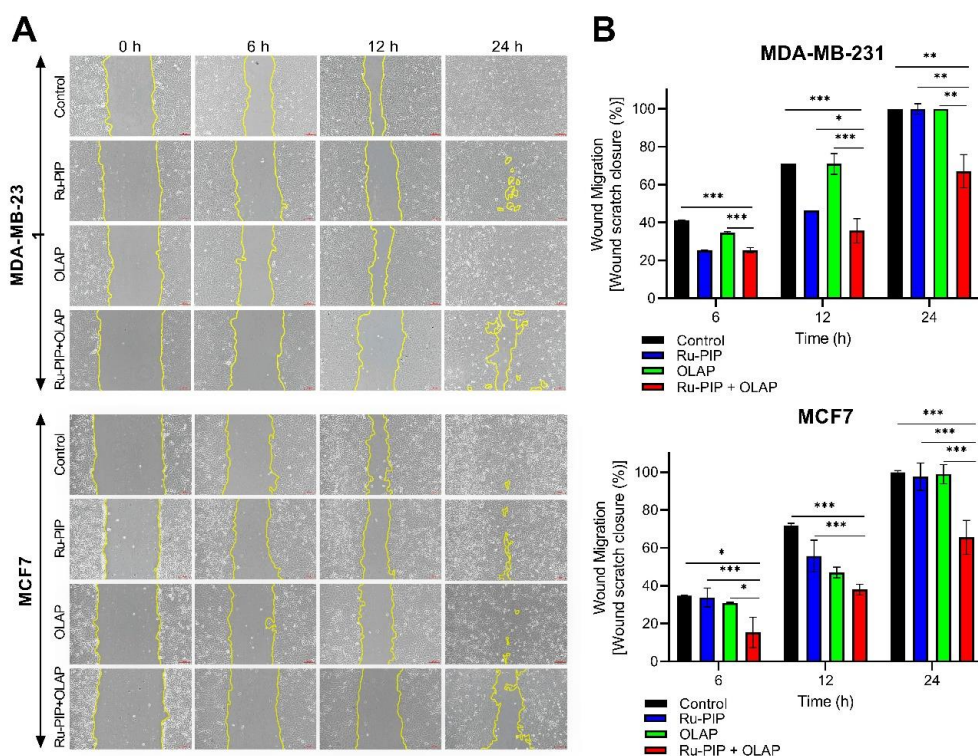 A
0 h 6 h 12 h 24 h
MDA-MB-23
1
Control
Ru-PIP
OLAP
Ru-PIP+OLAP
MCF7
Control
Ru-PIP
OLAP
Ru-PIP+OLAP
B
MDA-MB-231
Wound Migration
[Wound scratch closure (%)]
100
80
60
40
20
0
*** ***
*** * ***
** ** **
6 12 24
Time (h)
Control
Ru-PIP
OLAP
Ru-PIP + OLAP
MCF7
Wound Migration
[Wound scratch closure (%)]
100
80
60
40
20
0
* *** *
*** ***
*** *** ***
6 12 24
Time (h)
Control
Ru-PIP
OLAP
Ru-PIP + OLAP